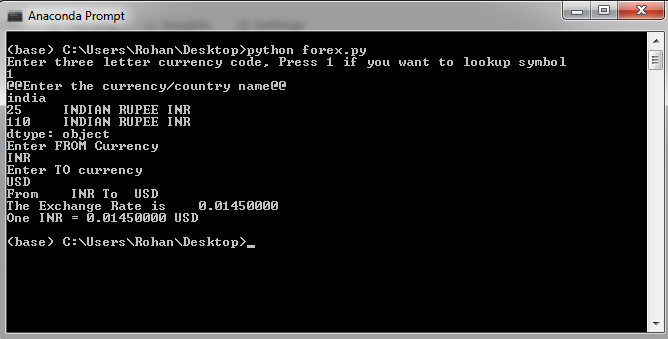 Anaconda Prompt
(base) C:\Users\Rohan\Desktop>python forex.py
Enter three letter currency code, Press 1 if you want to lookup symbol
1
@@Enter the currency/country name@@
india
25     INDIAN RUPEE INR
110    INDIAN RUPEE INR
dtype: object
Enter FROM Currency
INR
Enter TO currency
USD
From    INR To  USD
The Exchange Rate is    0.01450000
One INR = 0.01450000 USD
(base) C:\Users\Rohan\Desktop>_